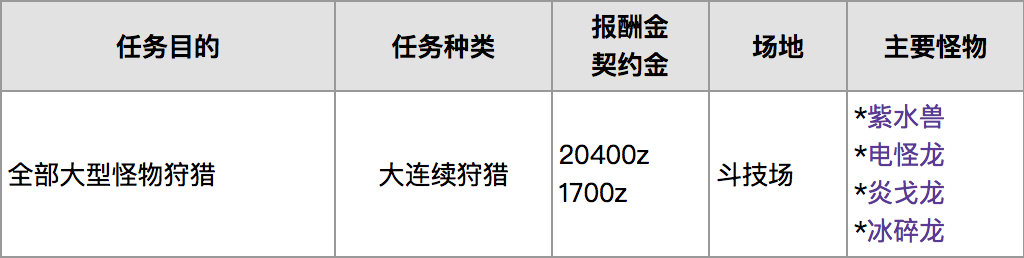 任务目的
任务种类
报酬金
契约金
场地
主要怪物
全部大型怪物狩猎
大连续狩猎
20400z
1700z
斗技场
*紫水兽
*电怪龙
*炎戈龙
*冰碎龙